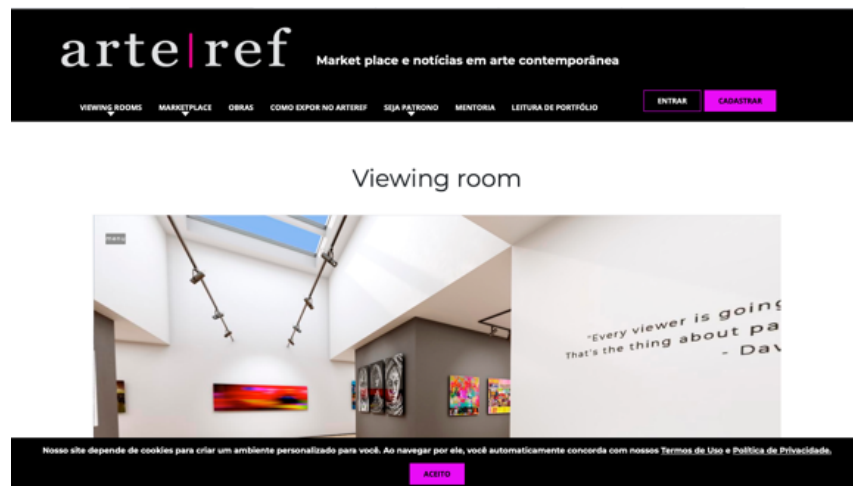 arte|ref
Market place e notícias em arte contemporânea
VIEWING ROOMS MARKETPLACE OBRAS COMO EXPOR NO ARTEREF SEJA PATRONO MENTORIA LEITURA DE PORTFÓLIO ENTRAR CADASTRAR
Viewing room
menu
"Every viewer is going
That's the thing about pa
- Dav
Nosso site depende de cookies para criar um ambiente personalizado para você. Ao navegar por ele, você automaticamente concorda com nossos Termos de Uso e Política de Privacidade.
ACEITO